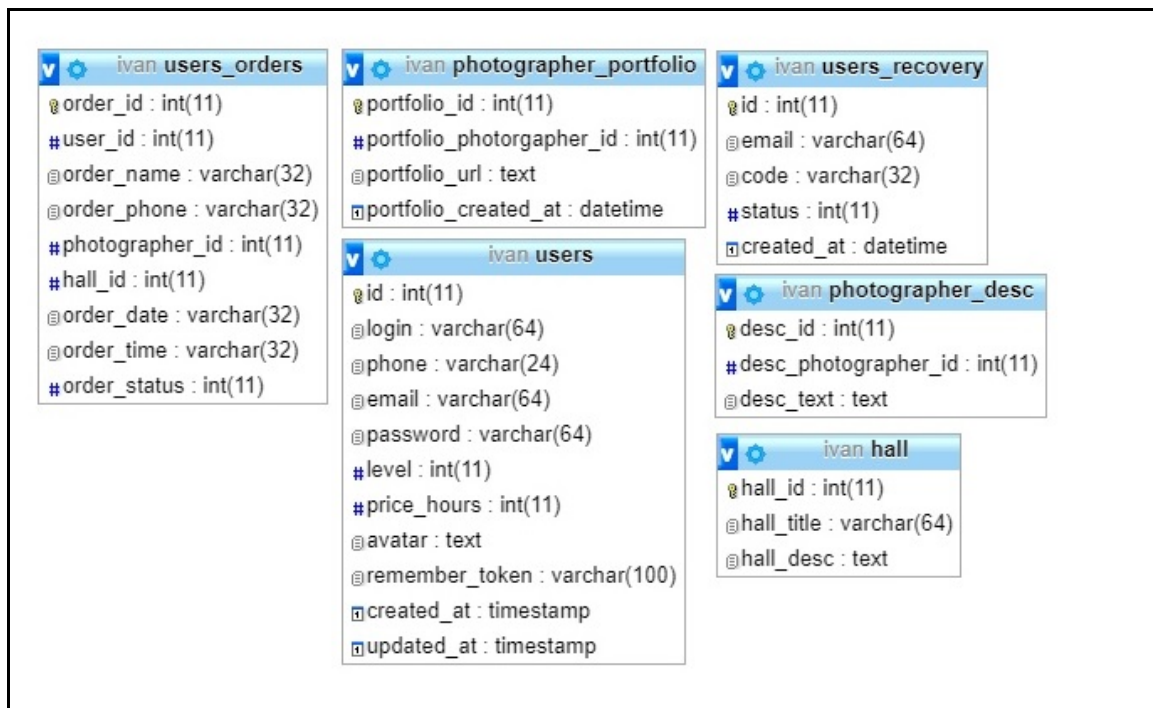 ivan users_orders
order_id : int(11)
user_id : int(11)
order_name : varchar(32)
order_phone : varchar(32)
photographer_id : int(11)
hall_id : int(11)
order_date : varchar(32)
order_time : varchar(32)
order_status : int(11)
ivan photographer_portfolio
portfolio_id : int(11)
portfolio_photorgapher_id : int(11)
portfolio_url : text
portfolio_created_at : datetime
ivan users
id : int(11)
login : varchar(64)
phone : varchar(24)
email : varchar(64)
password : varchar(64)
level : int(11)
price_hours : int(11)
avatar : text
remember_token : varchar(100)
created_at : timestamp
updated_at : timestamp
ivan users_recovery
id : int(11)
email : varchar(64)
code : varchar(32)
status : int(11)
created_at : datetime
ivan photographer_desc
desc_id : int(11)
desc_photographer_id : int(11)
desc_text : text
ivan hall
hall_id : int(11)
hall_title : varchar(64)
hall_desc : text